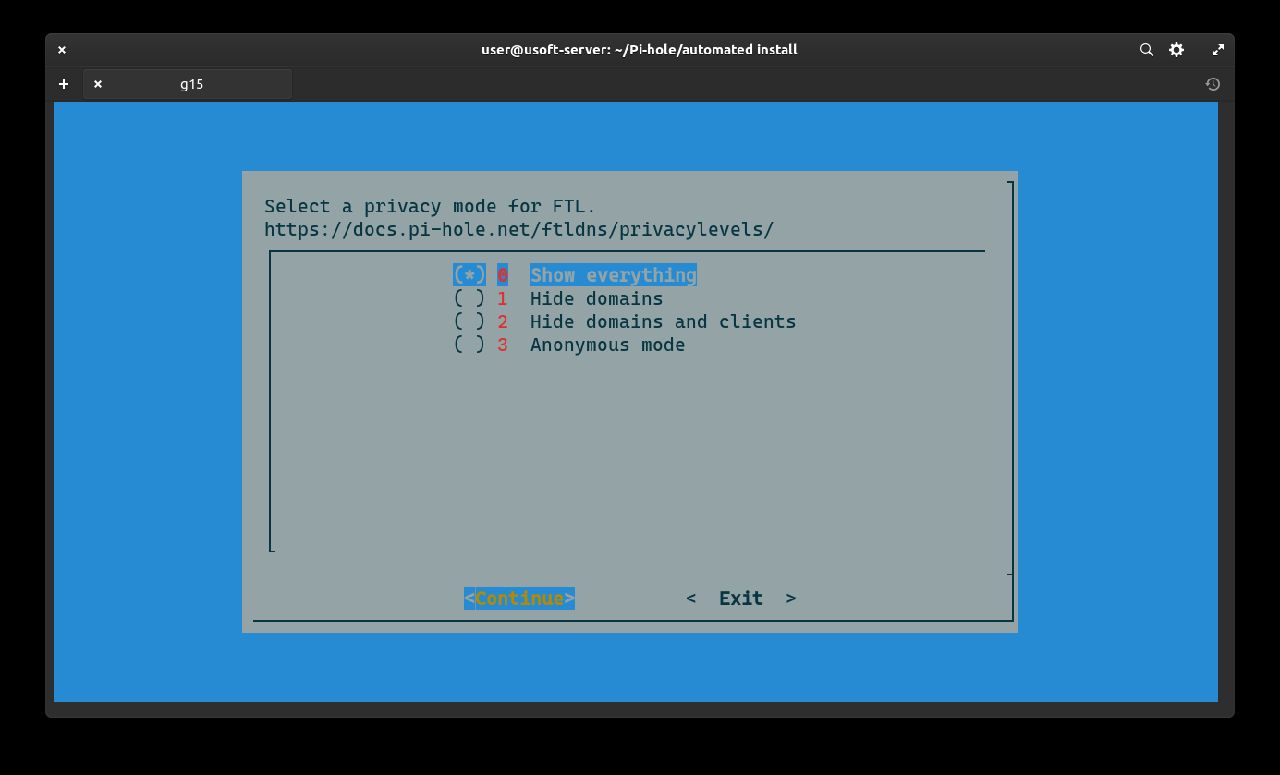 user@usoft-server: ~/Pi-hole/automated install
g15
Select a privacy mode for FTL.
https://docs.pi-hole.net/ftldns/privacylevels/
(*) 0 Show everything
( ) 1 Hide domains
( ) 2 Hide domains and clients
( ) 3 Anonymous mode
<Continue> < Exit >